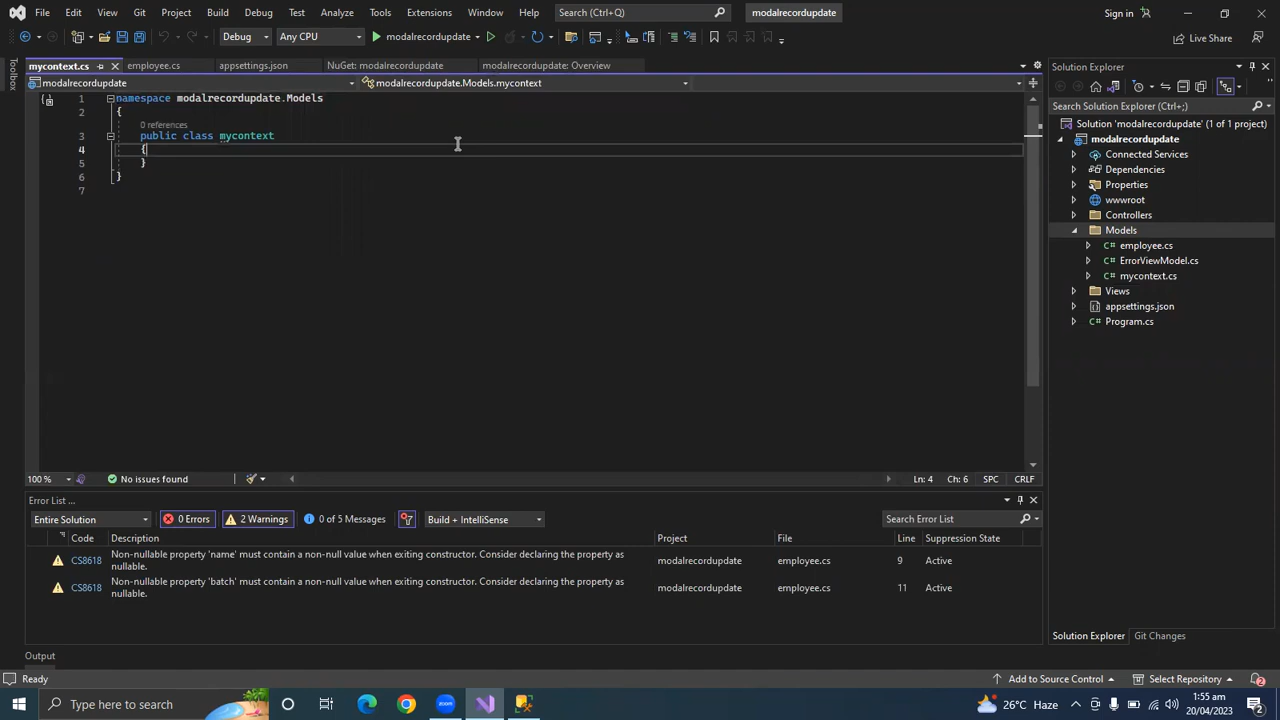 File Edit View Git Project Build Debug Test Analyze Tools Extensions Window Help Search (Ctrl+Q) modalrecordupdate Sign in
Debug Any CPU modalrecordupdate Live Share
Toolbox
mycontext.cs employee.cs appsettings.json NuGet: modalrecordupdate modalrecordupdate: Overview
modalrecordupdate modalrecordupdate.Models.mycontext
1 namespace modalrecordupdate.Models
2 {
0 references
3 public class mycontext
4 {
5 }
6 }
7
100 % No issues found Ln: 4 Ch: 6 SPC CRLF
Solution Explorer
Search Solution Explorer (Ctrl+;)
Solution 'modalrecordupdate' (1 of 1 project)
modalrecordupdate
Connected Services
Dependencies
Properties
wwwroot
Controllers
Models
employee.cs
ErrorViewModel.cs
mycontext.cs
Views
appsettings.json
Program.cs
Solution Explorer Git Changes
Error List ...
Entire Solution 0 Errors 2 Warnings 0 of 5 Messages Build + IntelliSense Search Error List
Code Description Project File Line Suppression State
CS8618 Non-nullable property 'name' must contain a non-null value when exiting constructor. Consider declaring the property as
nullable. modalrecordupdate employee.cs 9 Active
CS8618 Non-nullable property 'batch' must contain a non-null value when exiting constructor. Consider declaring the property as
nullable. modalrecordupdate employee.cs 11 Active
Output
Ready Add to Source Control Select Repository 2
Type here to search zoom 26°C Haze 1:55 am
20/04/2023 2